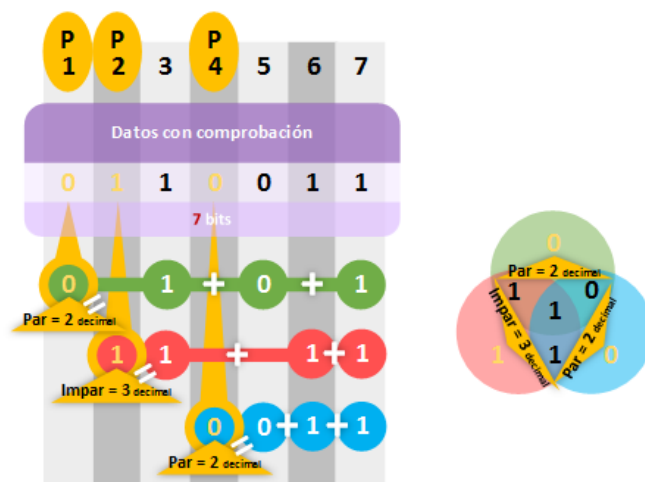 P P P
1 2 3 4 5 6 7
Datos con comprobación
0 1 1 0 0 1 1
7 bits
0 = 1 + 0 + 1
Par = 2 decimal
1 = 1 + 1 + 1
Impar = 3 decimal
0 = 0 + 1 + 1
Par = 2 decimal
0
Par = 2 decimal
1 0
1
Impar = 3 decimal
Par = 2 decimal
1 1 0